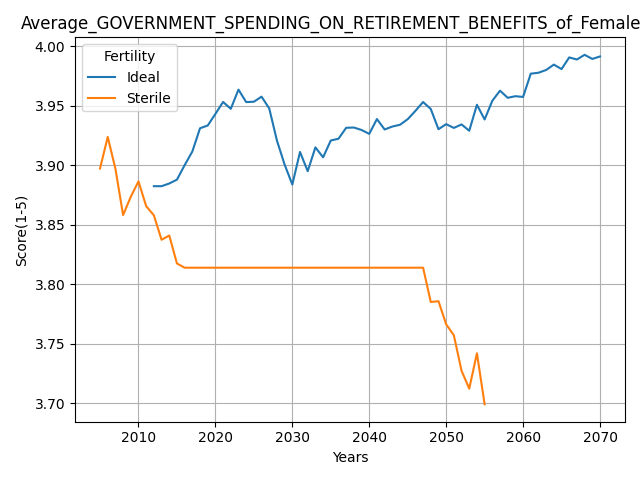 Average_GOVERNMENT_SPENDING_ON_RETIREMENT_BENEFITS_of_Female
Fertility
Ideal
Sterile
4.00
3.95
3.90
3.85
3.80
3.75
3.70
Score(1-5)
2010 2020 2030 2040 2050 2060 2070
Years